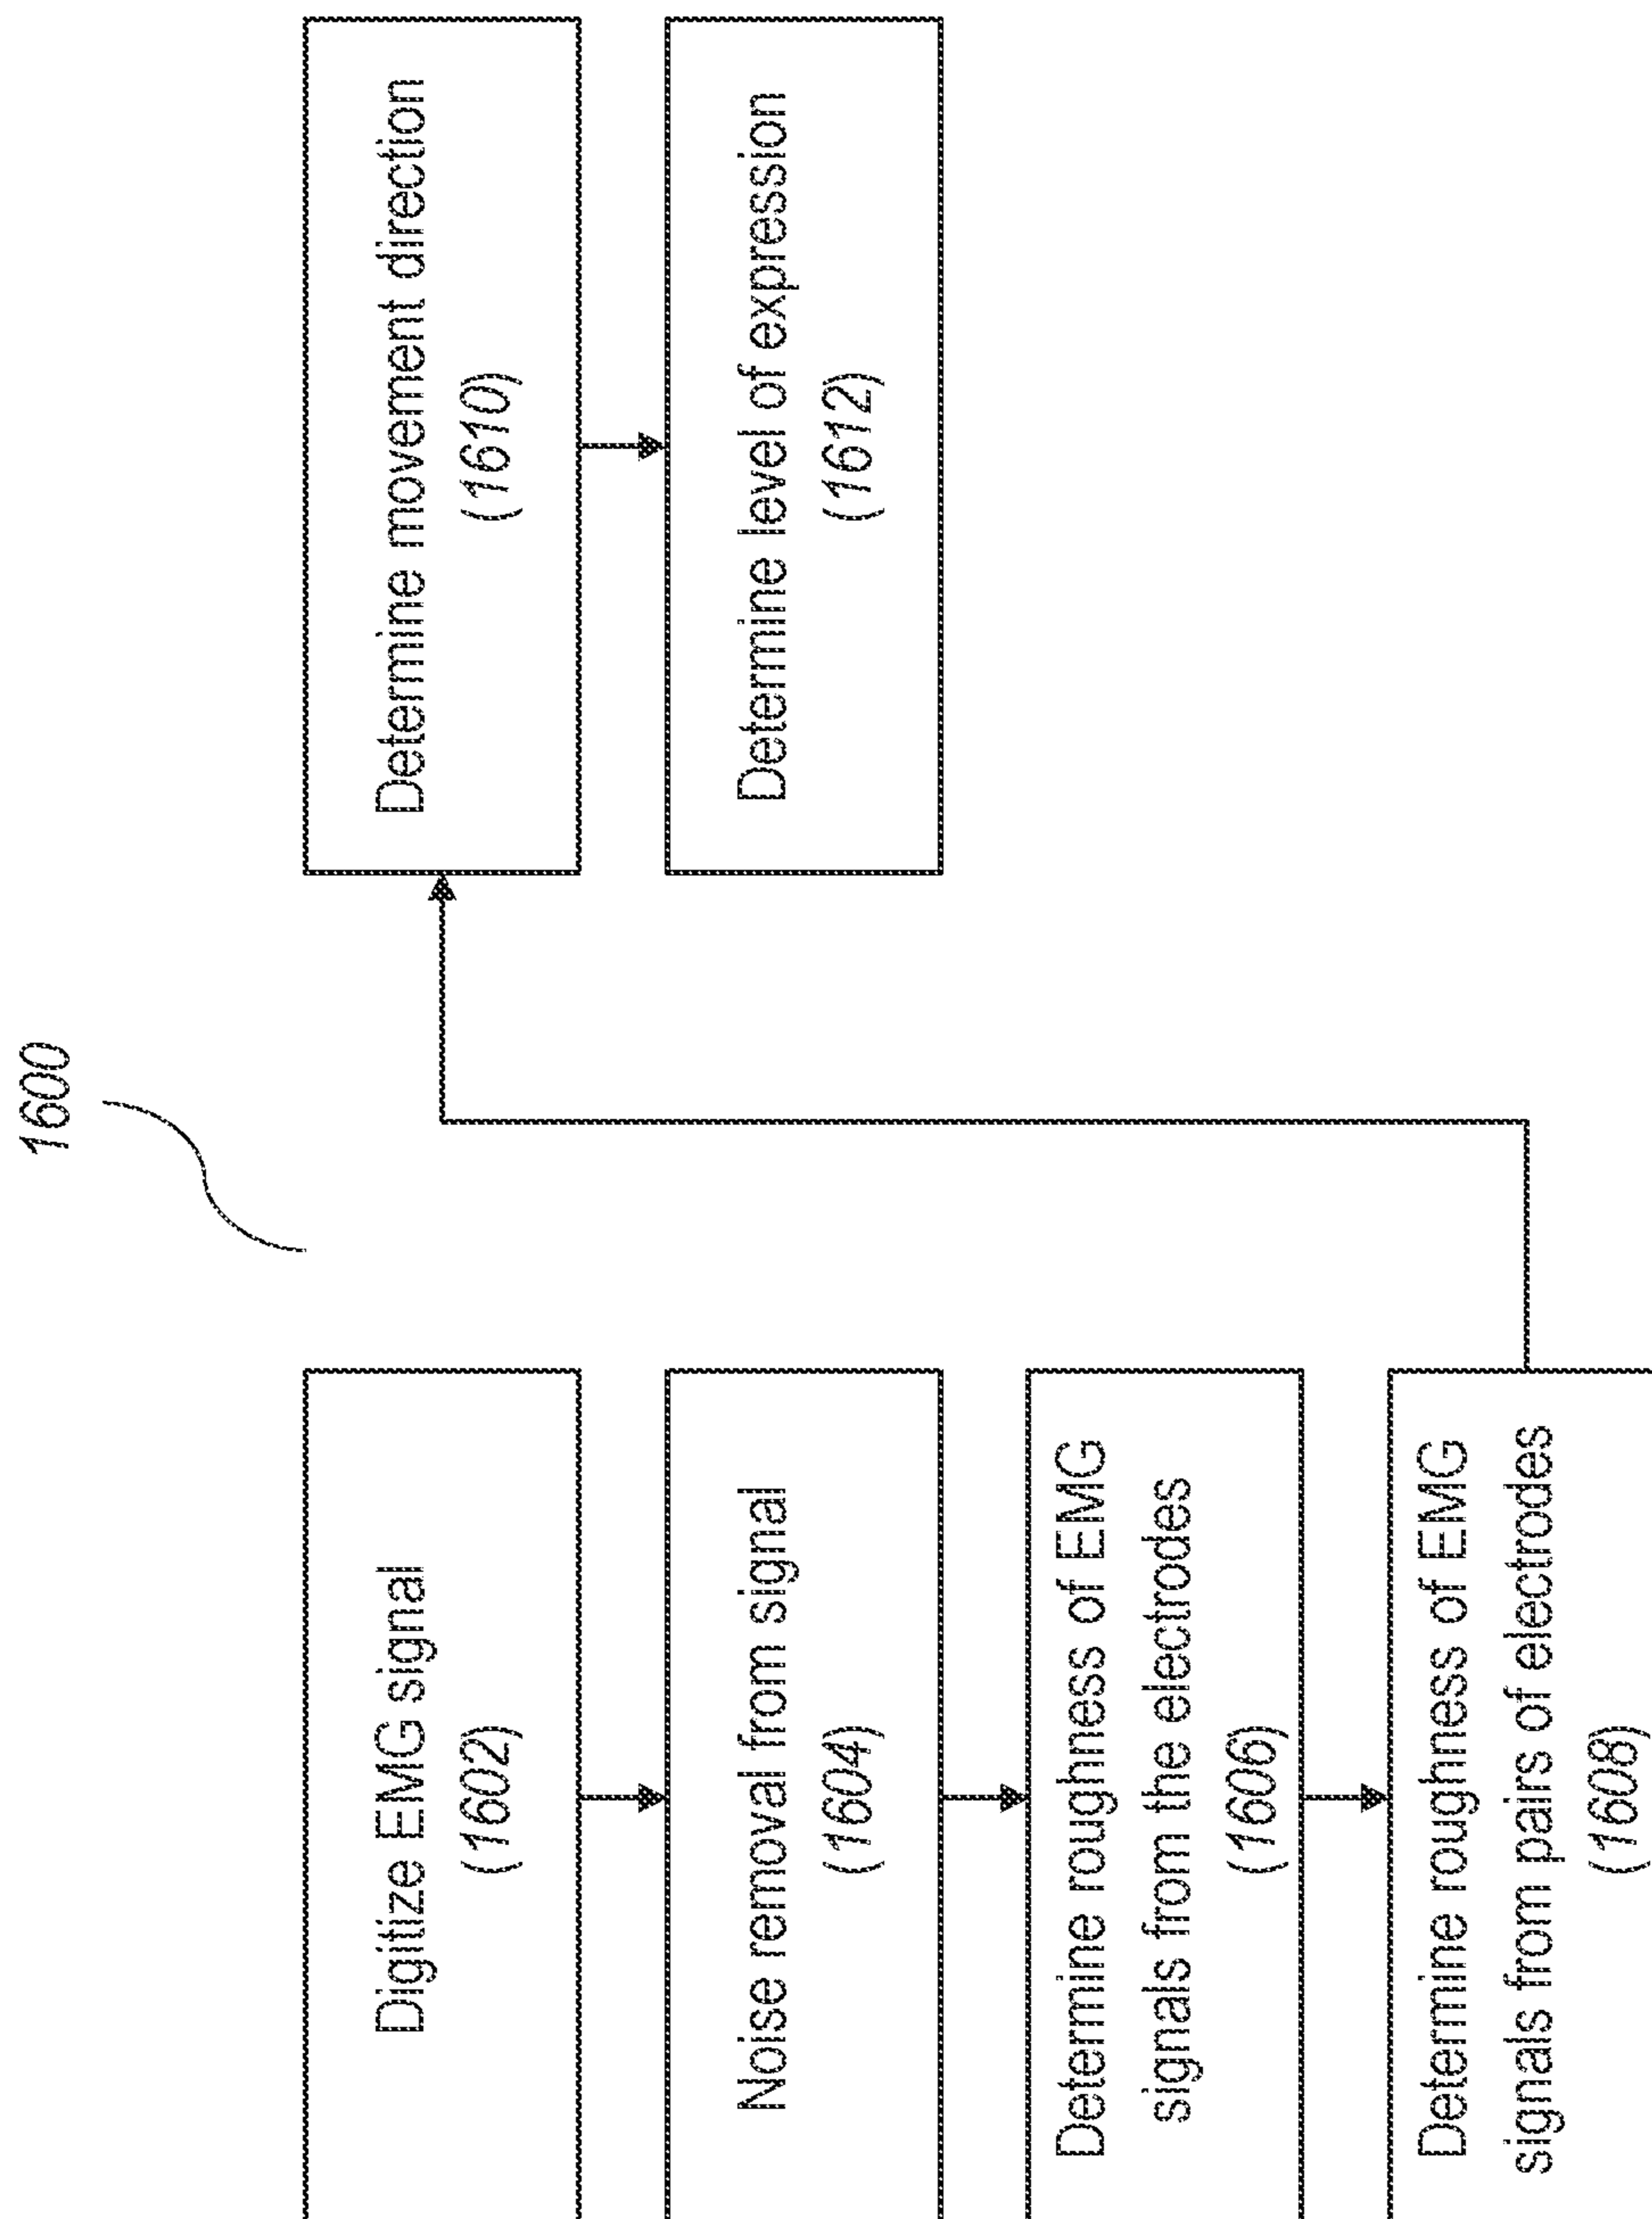 1600
Digitize EMG signal
(1602)
Noise removal from signal
(1604)
Determine roughness of EMG
signals from the electrodes
(1606)
Determine roughness of EMG
signals from pairs of electrodes
(1608)
Determine movement direction
(1610)
Determine level of expression
(1612)